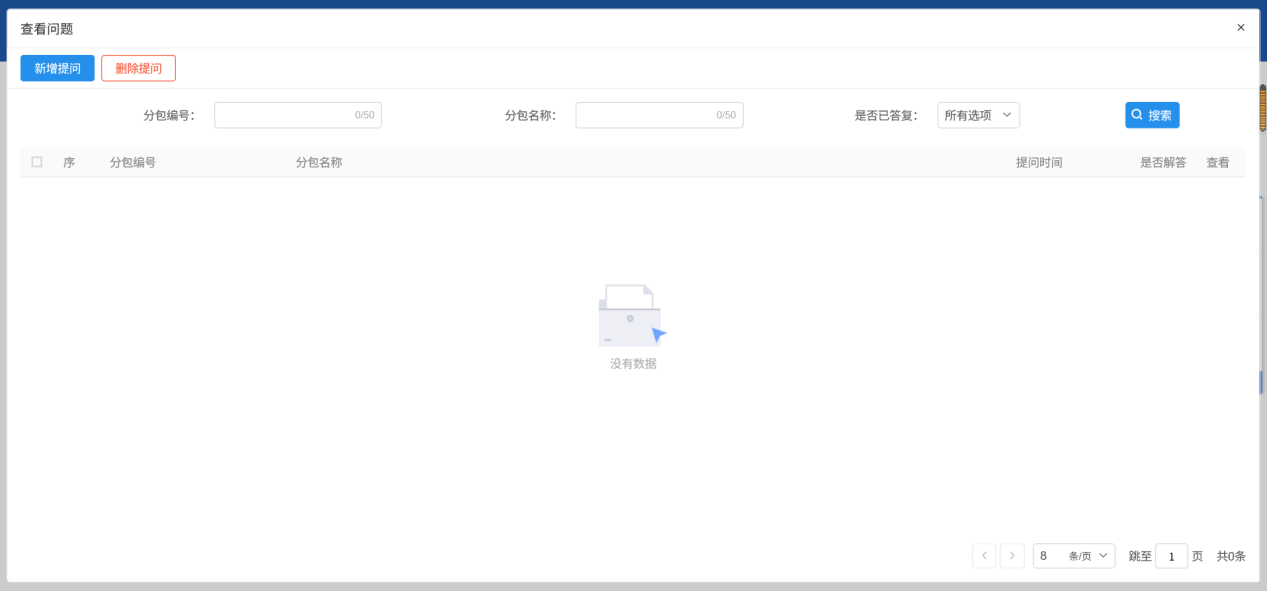 查看问题 ×
新增提问 删除提问
分包编号： 0/50 分包名称： 0/50 是否已答复： 所有选项 搜索
序 分包编号 分包名称 提问时间 是否解答 查看
没有数据
8 条/页 跳至 1 页 共0条